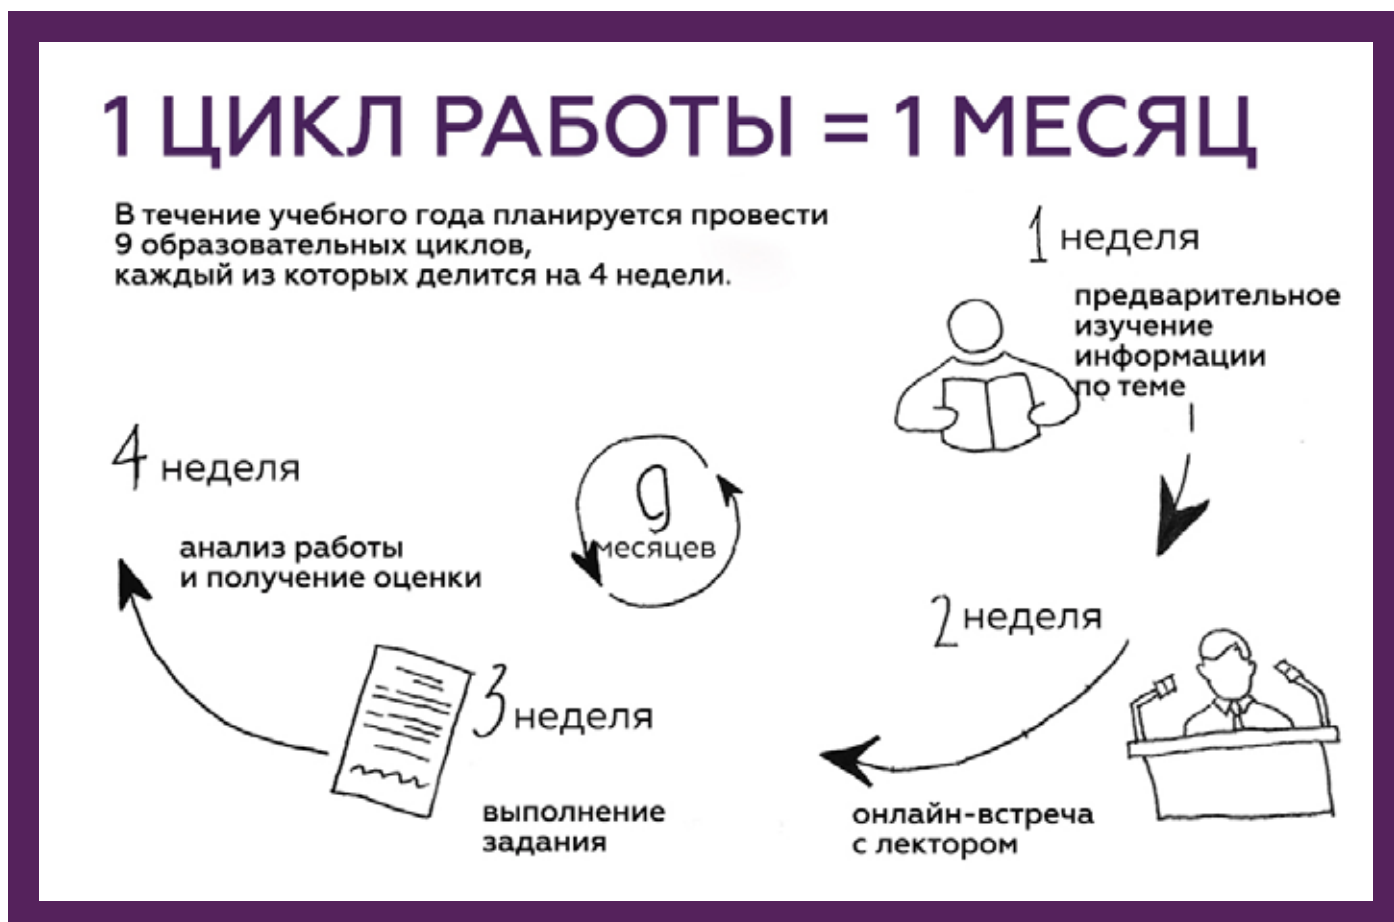 1 ЦИКЛ РАБОТЫ = 1 МЕСЯЦ
В течение учебного года планируется провести
9 образовательных циклов,
каждый из которых делится на 4 недели.
1 неделя
предварительное
изучение
информации
по теме
2 неделя
онлайн-встреча
с лектором
3 неделя
выполнение
задания
4 неделя
анализ работы
и получение оценки
9
месяцев